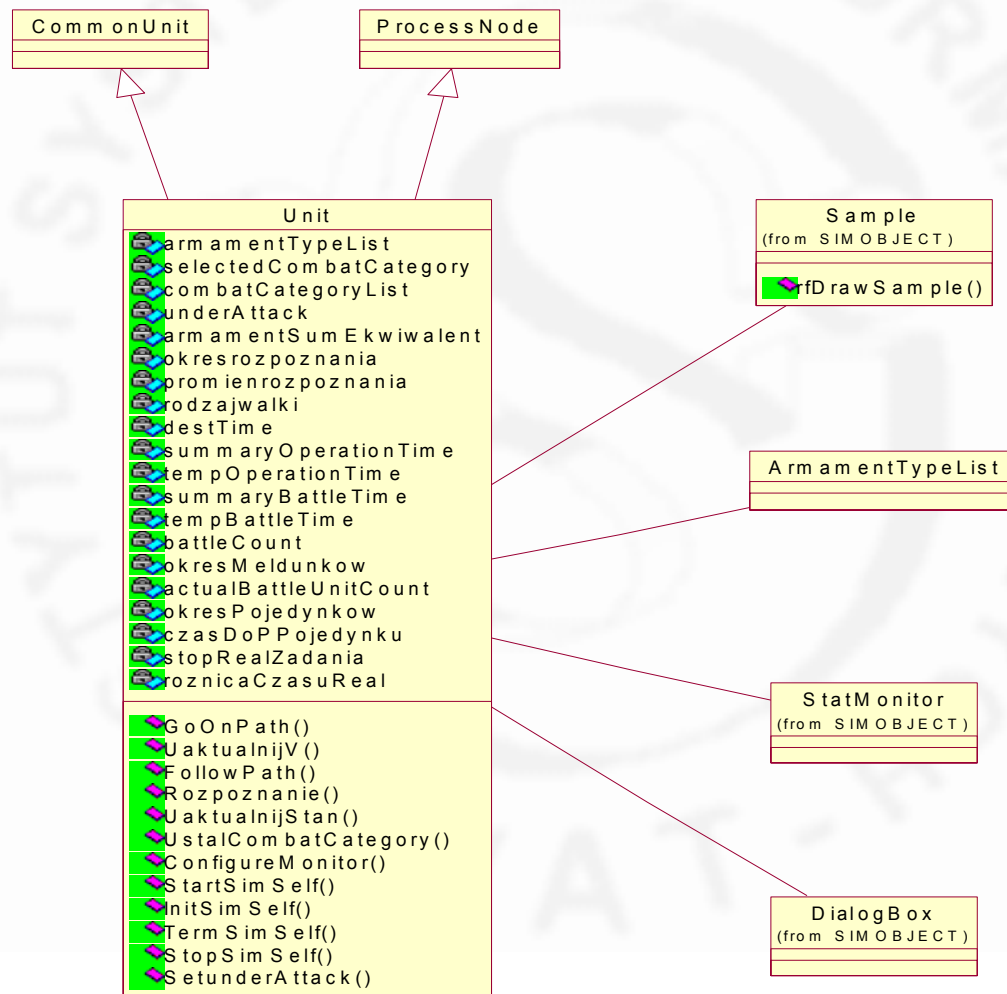 CommonUnit
ProcessNode
Unit
armamentTypeList
selectedCombatCategory
combatCategoryList
underAttack
armamentSumEkwiwalent
okresrozpoznania
promienrozpoznania
rodzajwalki
destTime
summaryOperationTime
tempOperationTime
summaryBattleTime
tempBattleTime
battleCount
okresMeldunkow
actualBattleUnitCount
okresPojedynkow
czasDoPPojedynku
stopRealZadania
roznicaCzasuReal
GoOnPath()
UaktualnijV()
FollowPath()
Rozpoznanie()
UaktualnijStan()
UstalCombatCategory()
ConfigureMonitor()
StartSimSelf()
InitSimSelf()
TermSimSelf()
StopSimSelf()
SetunderAttack()
Sample
(from SIMOBJECT)
rfDrawSample()
ArmamentTypeList
StatMonitor
(from SIMOBJECT)
DialogBox
(from SIMOBJECT)